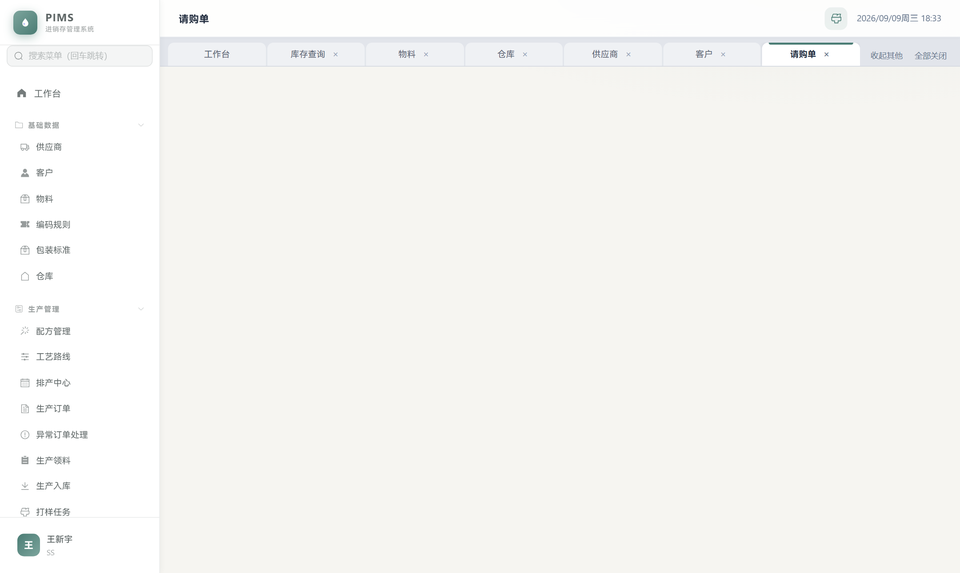 PIMS
进销存管理系统
搜索菜单（回车跳转）
工作台
基础数据
供应商
客户
物料
编码规则
包装标准
仓库
生产管理
配方管理
工艺路线
排产中心
生产订单
异常订单处理
生产领料
生产入库
打样任务
王
王新宇
SS
请购单
2026/09/09周三 18:33
工作台
库存查询 ×
物料 ×
仓库 ×
供应商 ×
客户 ×
请购单 ×
收起其他
全部关闭